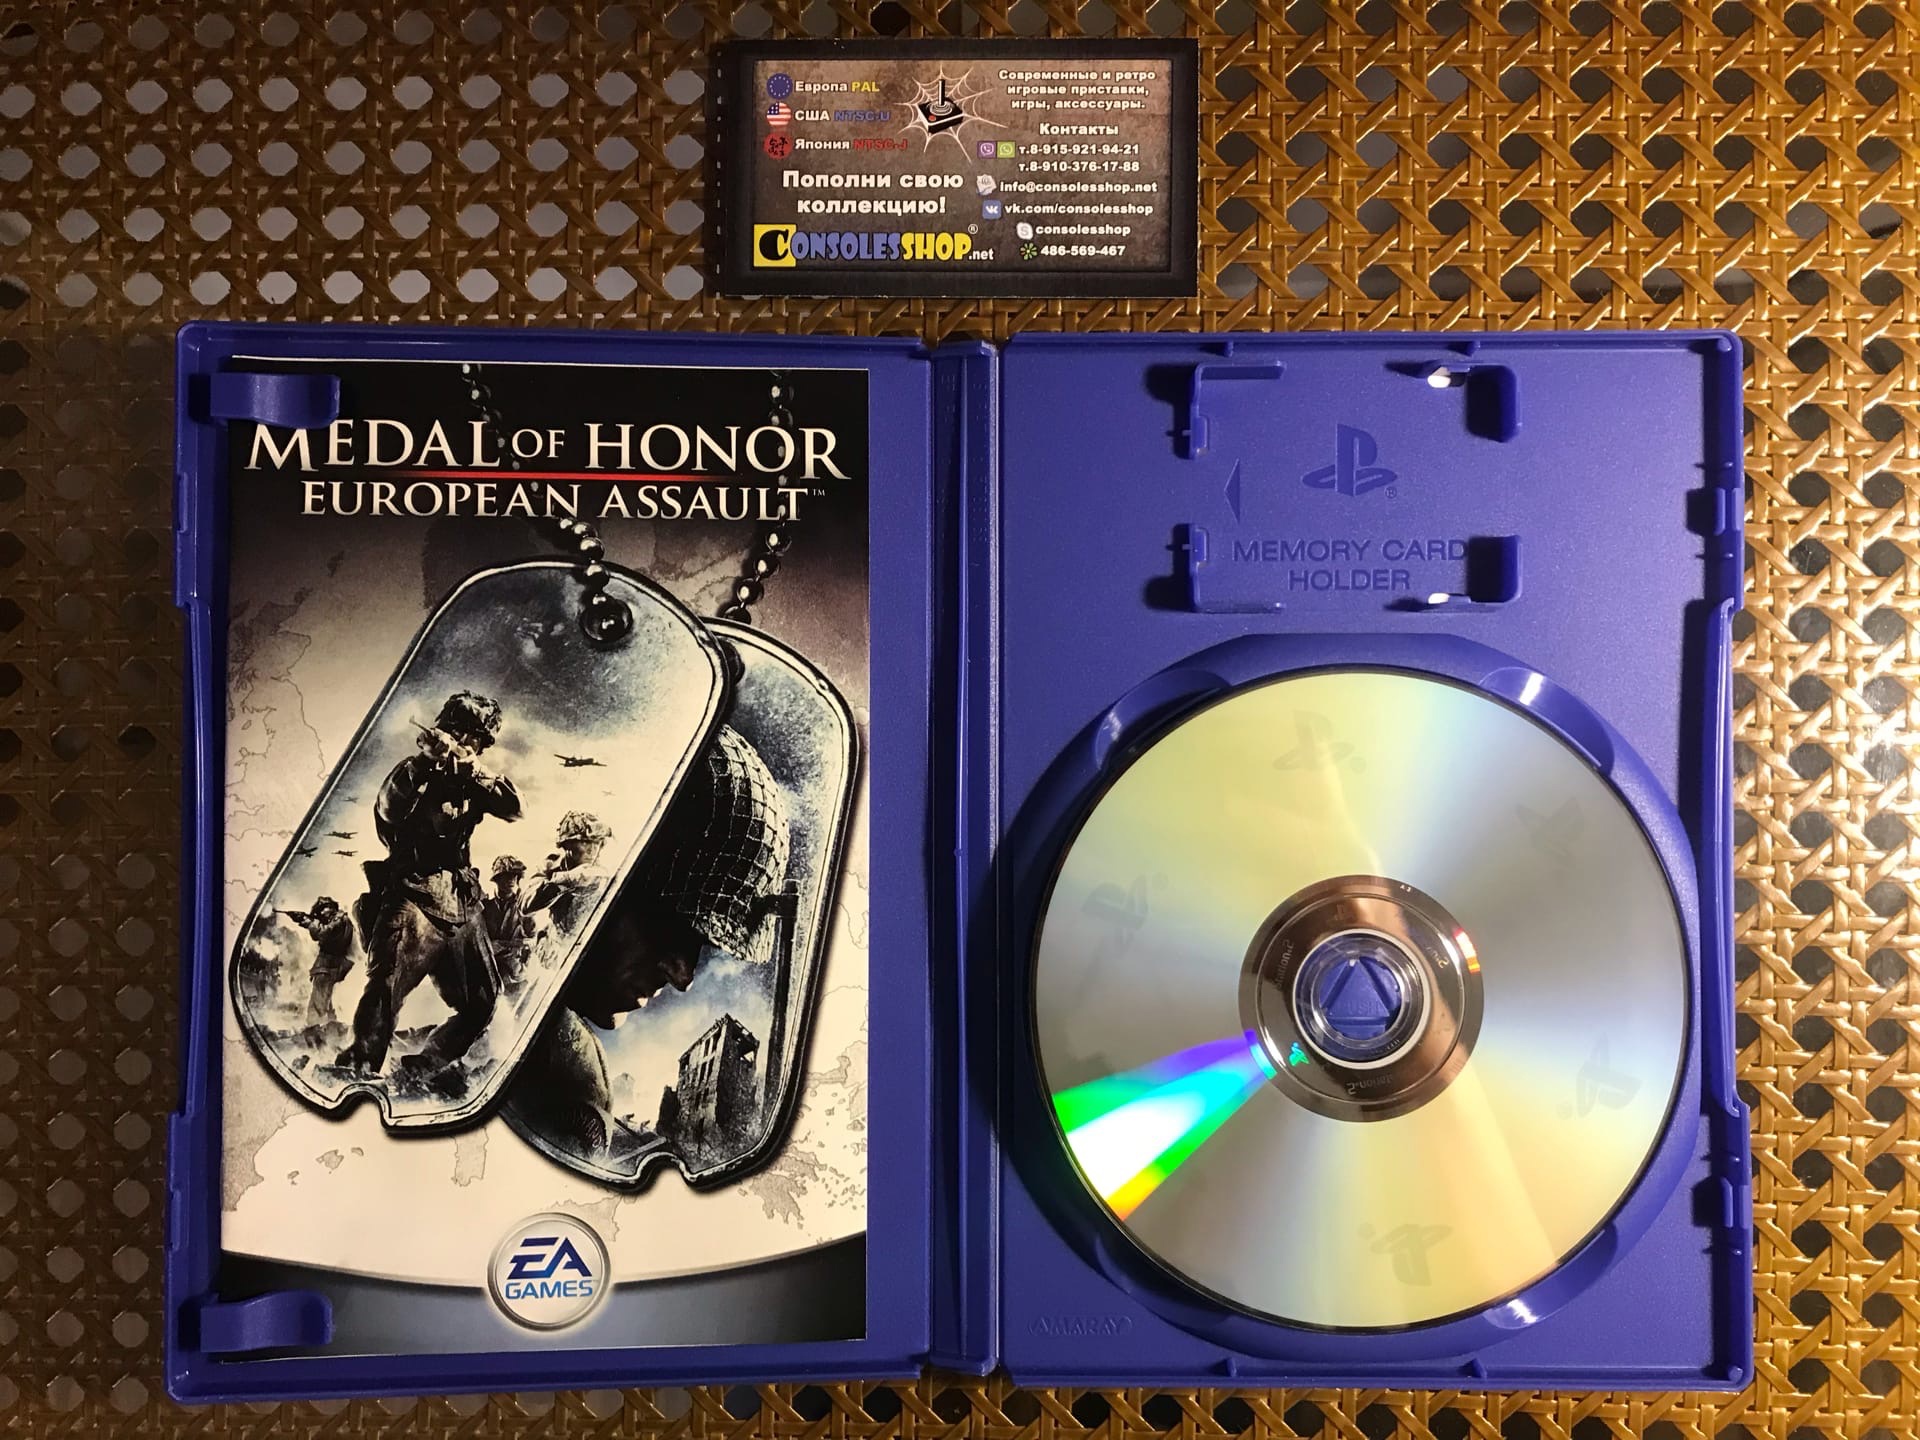 Европа PAL
США NTSC-U
Япония NTSC-J
Пополни свою
коллекцию!
CONSOLESSHOP.net
®
Современные и ретро
игровые приставки,
игры, аксессуары.
Контакты
т.8-915-921-94-21
т.8-910-376-17-88
info@consolesshop.net
vk.com/consolesshop
consolesshop
486-569-467
MEDAL OF HONOR
EUROPEAN ASSAULT™
EA
GAMES
®
MEMORY CARD
HOLDER
PUSH
AMARAY